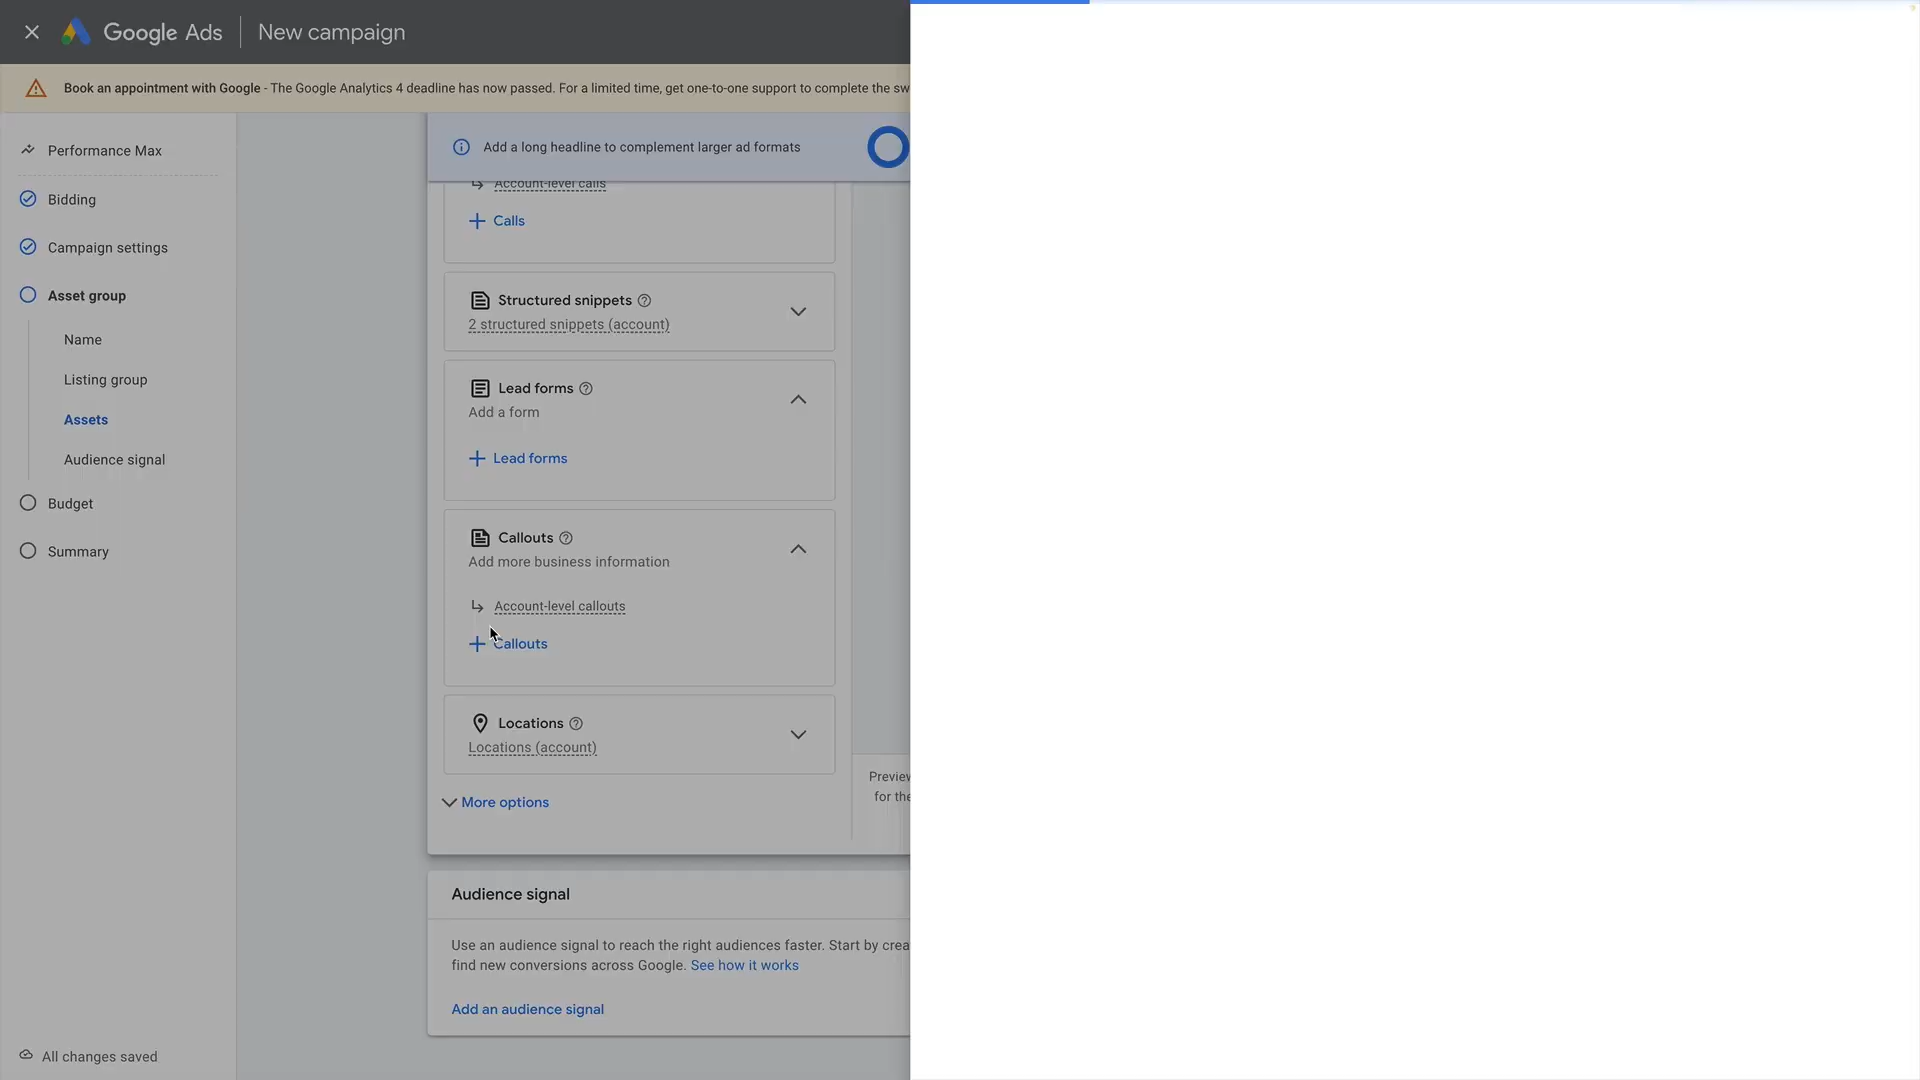 Google Ads
New campaign
Book an appointment with Google - The Google Analytics 4 deadline has now passed. For a limited time, get one-to-one support to complete the sw
Performance Max
Bidding
Campaign settings
Asset group
Name
Listing group
Assets
Audience signal
Budget
Summary
All changes saved
Add a long headline to complement larger ad formats
Account-level calls
Calls
Structured snippets
2 structured snippets (account)
Lead forms
Add a form
Lead forms
Callouts
Add more business information
Account-level callouts
Callouts
Locations
Locations (account)
More options
Preview
for the
Audience signal
Use an audience signal to reach the right audiences faster. Start by crea
find new conversions across Google. See how it works
Add an audience signal